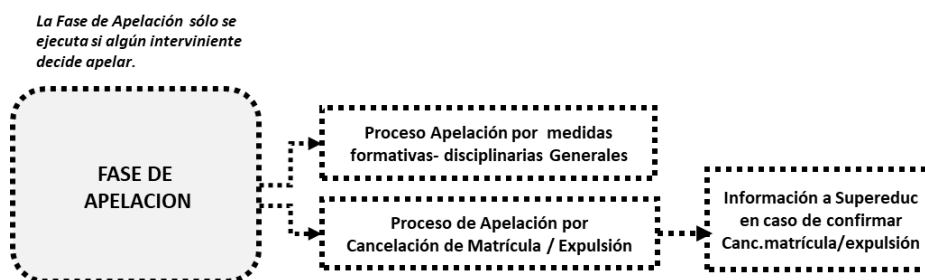 La Fase de Apelación sólo se
ejecuta si algún interviniente
decide apelar.
FASE DE
APELACION
Proceso Apelación por medidas
formativas- disciplinarias Generales
Proceso de Apelación por
Cancelación de Matrícula / Expulsión
Información a Supereduc
en caso de confirmar
Canc.matrícula/expulsión